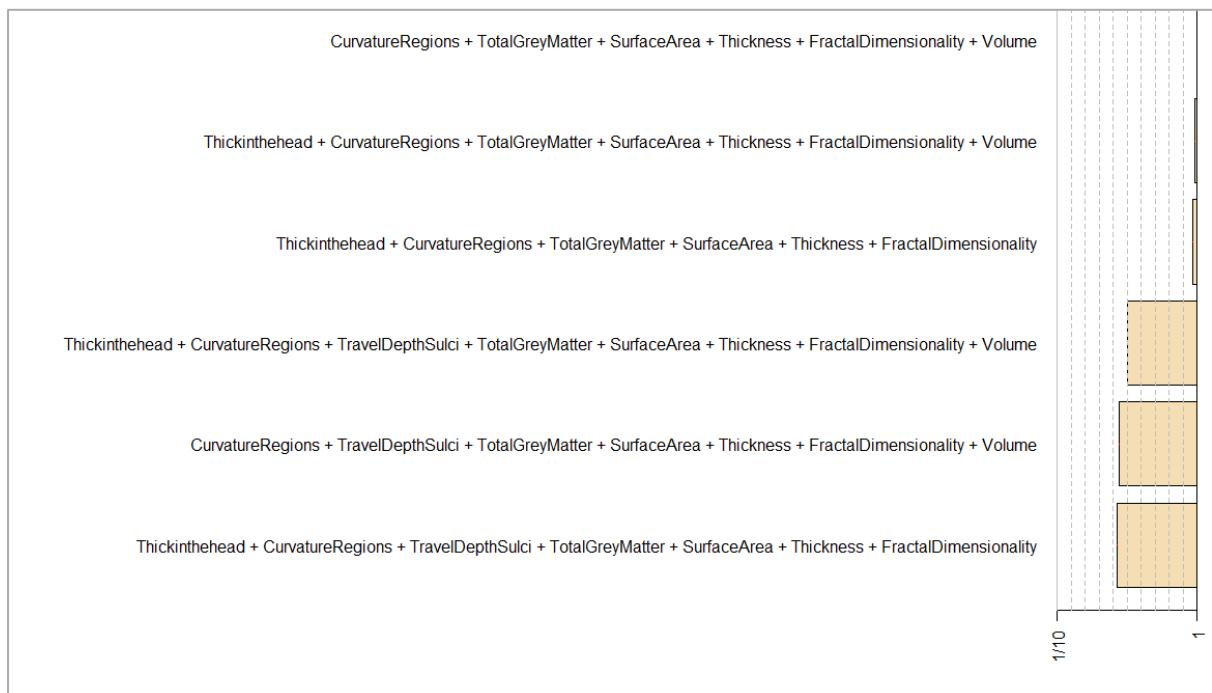 CurvatureRegions + TotalGreyMatter + SurfaceArea + Thickness + FractalDimensionality + Volume
Thickinthehead + CurvatureRegions + TotalGreyMatter + SurfaceArea + Thickness + FractalDimensionality + Volume
Thickinthehead + CurvatureRegions + TotalGreyMatter + SurfaceArea + Thickness + FractalDimensionality
Thickinthehead + CurvatureRegions + TravelDepthSulci + TotalGreyMatter + SurfaceArea + Thickness + FractalDimensionality + Volume
CurvatureRegions + TravelDepthSulci + TotalGreyMatter + SurfaceArea + Thickness + FractalDimensionality + Volume
Thickinthehead + CurvatureRegions + TravelDepthSulci + TotalGreyMatter + SurfaceArea + Thickness + FractalDimensionality
1/10
1